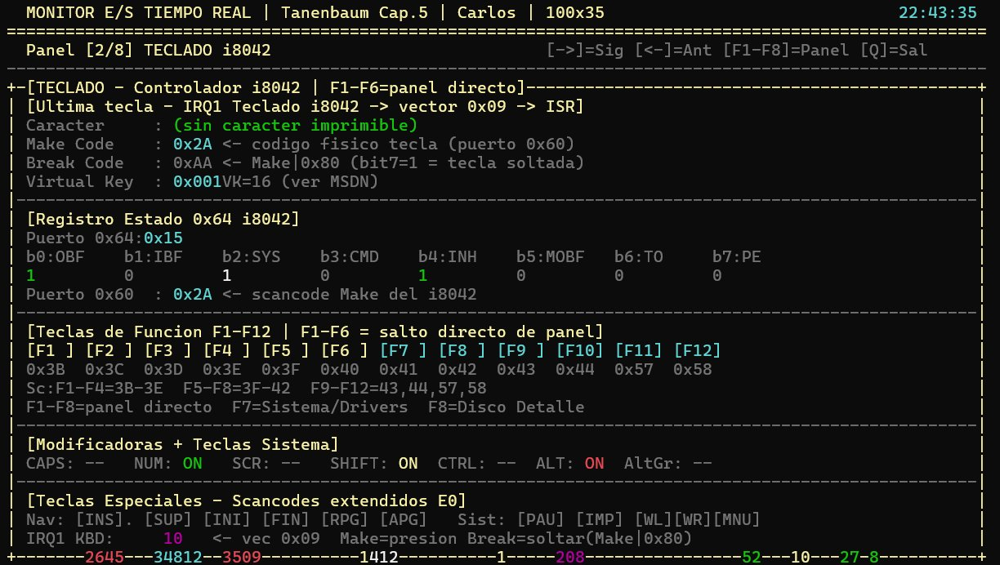 MONITOR E/S TIEMPO REAL | Tanenbaum Cap.5 | Carlos | 100x35 22:43:35
Panel [2/8] TECLADO i8042 [->]=Sig [<-]=Ant [F1-F8]=Panel [Q]=Sal
[TECLADO - Controlador i8042 | F1-F6=panel directo]
[Ultima tecla - IRQ1 Teclado i8042 -> vector 0x09 -> ISR]
Caracter : (sin caracter imprimible)
Make Code : 0x2A <- codigo fisico tecla (puerto 0x60)
Break Code : 0xAA <- Make|0x80 (bit7=1 = tecla soltada)
Virtual Key : 0x001VK=16 (ver MSDN)
[Registro Estado 0x64 i8042]
Puerto 0x64:0x15
b0:OBF b1:IBF b2:SYS b3:CMD b4:INH b5:MOBF b6:TO b7:PE
1 0 1 0 1 0 0 0
Puerto 0x60 : 0x2A <- scancode Make del i8042
[Teclas de Funcion F1-F12 | F1-F6 = salto directo de panel]
[F1 ] [F2 ] [F3 ] [F4 ] [F5 ] [F6 ] [F7 ] [F8 ] [F9 ] [F10] [F11] [F12]
0x3B 0x3C 0x3D 0x3E 0x3F 0x40 0x41 0x42 0x43 0x44 0x57 0x58
Sc:F1-F4=3B-3E F5-F8=3F-42 F9-F12=43,44,57,58
F1-F8=panel directo F7=Sistema/Drivers F8=Disco Detalle
[Modificadoras + Teclas Sistema]
CAPS: -- NUM: ON SCR: -- SHIFT: ON CTRL: -- ALT: ON AltGr: --
[Teclas Especiales - Scancodes extendidos E0]
Nav: [INS]. [SUP] [INI] [FIN] [RPG] [APG] Sist: [PAU] [IMP] [WL][WR][MNU]
IRQ1 KBD: 10 <- vec 0x09 Make=presion Break=soltar(Make|0x80)
2645 34812 3509 1412 1 208 52 10 27 8